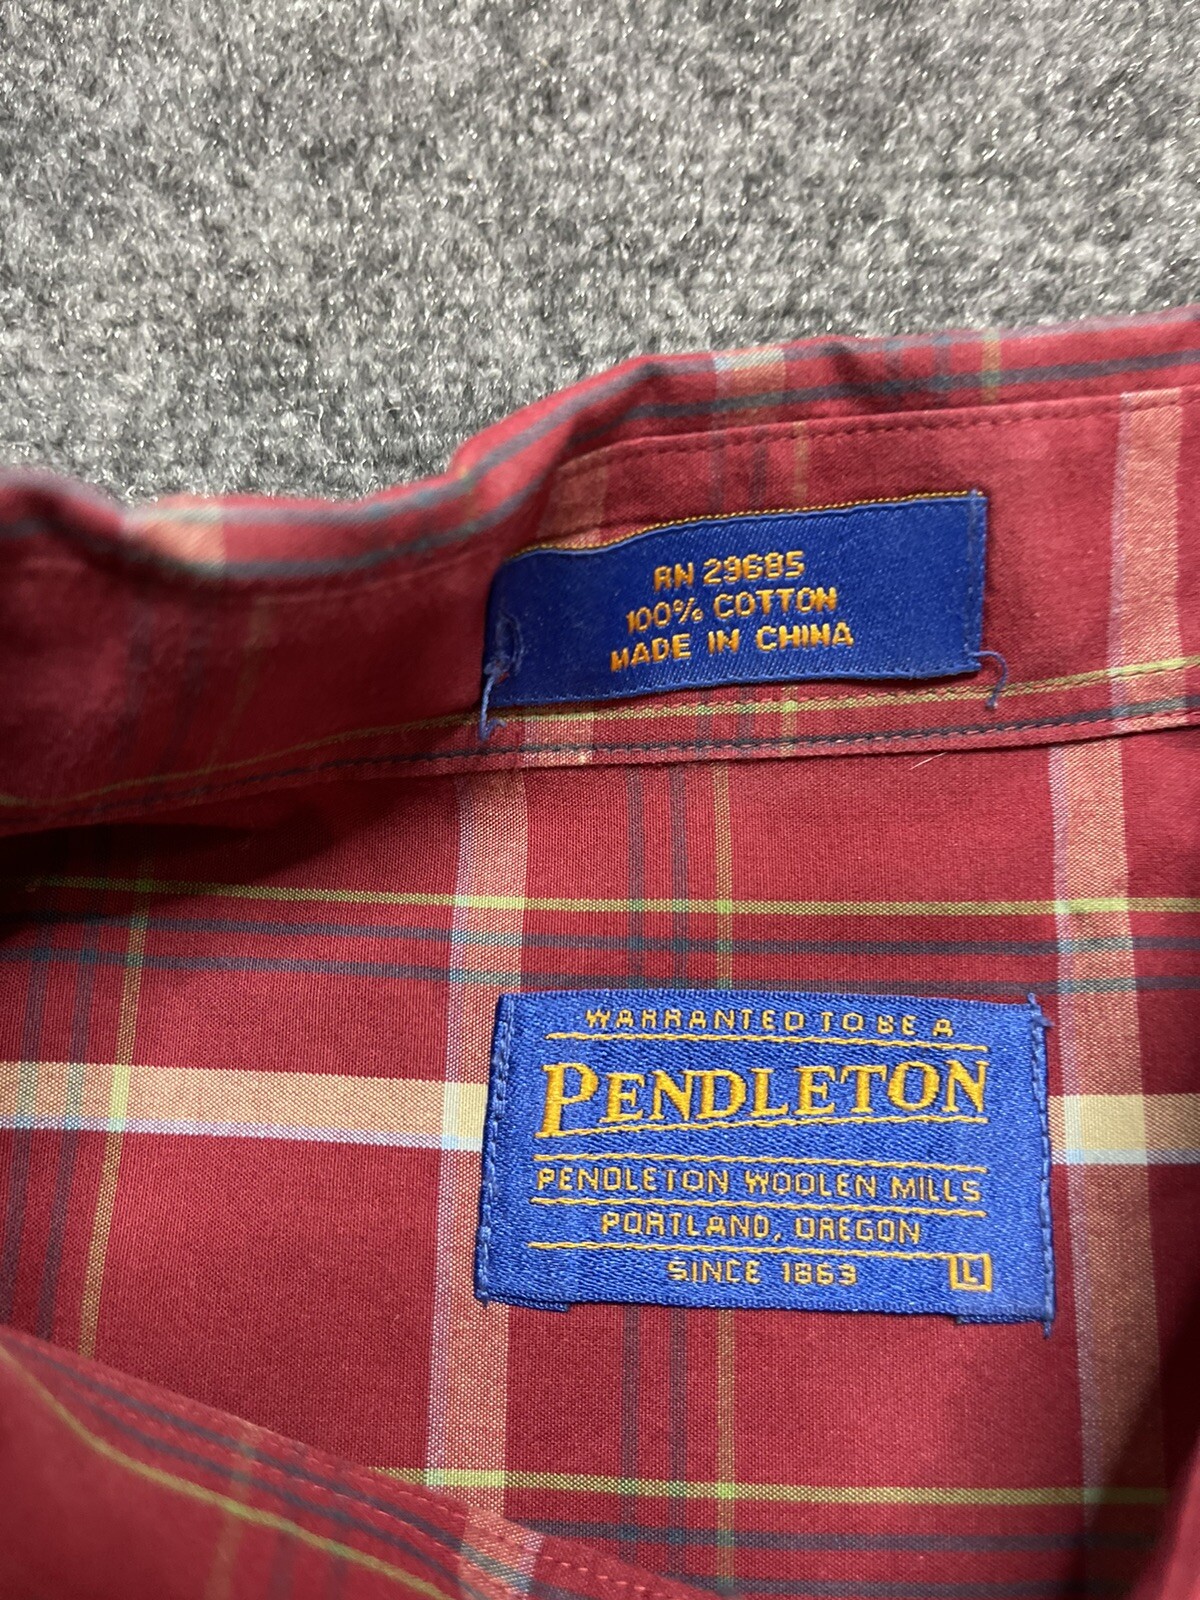 RN 29685
100% COTTON
MADE IN CHINA
WARRANTED TO BE A
PENDLETON
PENDLETON WOOLEN MILLS
PORTLAND, OREGON
SINCE 1863
L